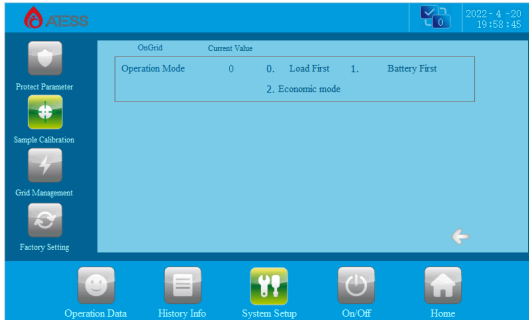 ATESS
0
2022- 4 -20
19:58:45
OnGrid Current Value
Operation Mode 0 0. Load First 1. Battery First
2. Economic mode
Protect Parameter
Sample Calibration
Grid Management
Factory Setting
Operation Data History Info System Setup On/Off Home